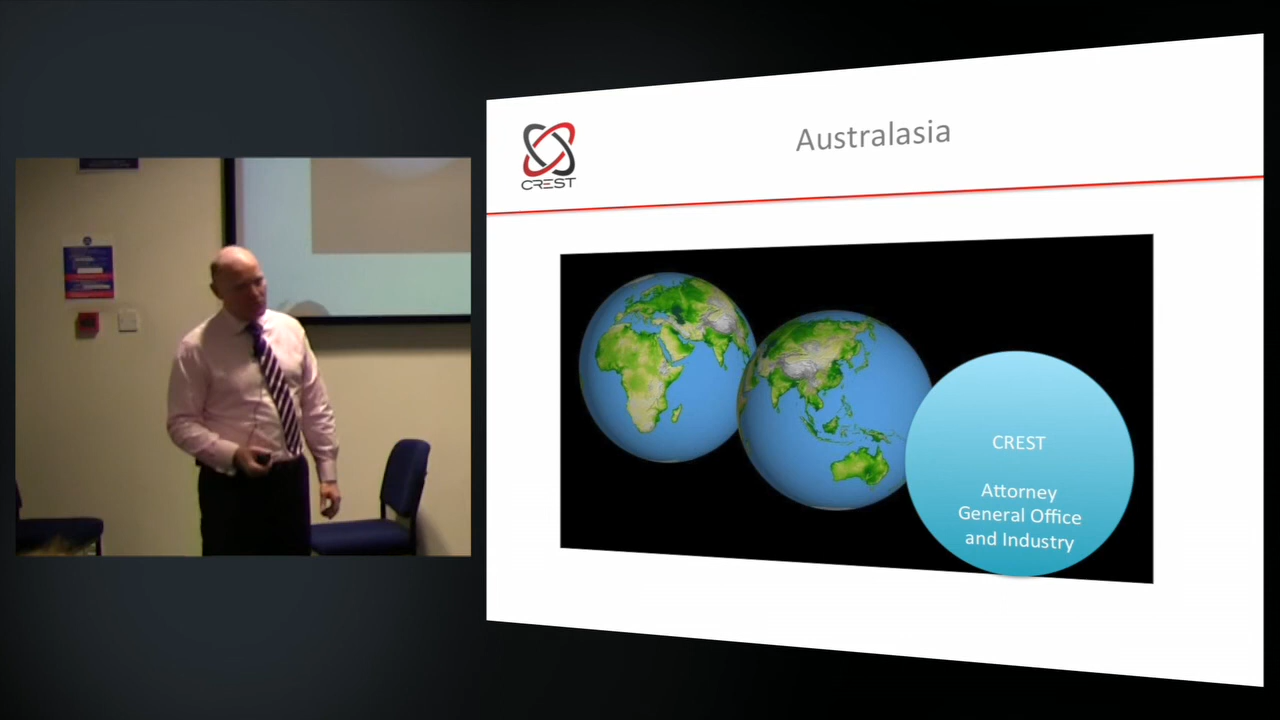 CREST
Australasia
CREST
Attorney
General Office
and Industry